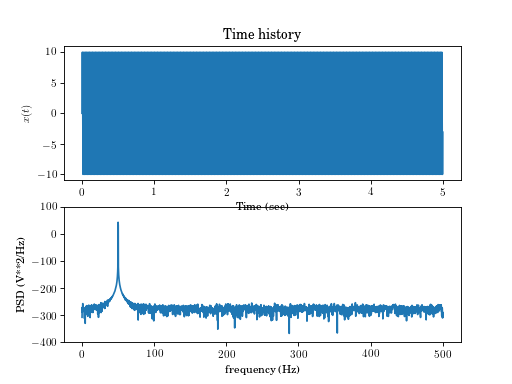 Time history
10
5
0
−5
−10
x(t)
0 1 2 3 4 5
Time (sec)
100
0
−100
−200
−300
−400
PSD (V**2/Hz)
0 100 200 300 400 500
frequency (Hz)